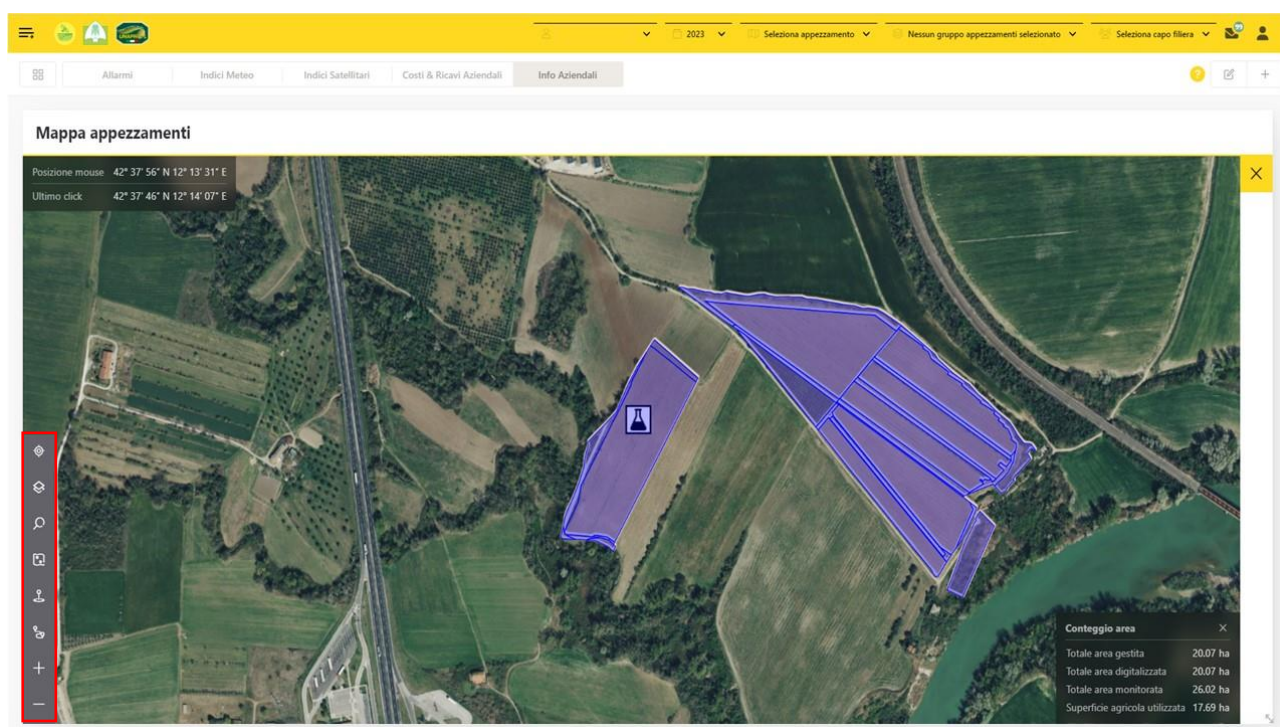 2023
Seleziona appezzamento
Nessun gruppo appezzamenti selezionato
Seleziona capo filiera
Allarmi
Indici Meteo
Indici Satellitari
Costi & Ricavi Aziendali
Info Aziendali
?
Mappa appezzamenti
Posizione mouse 42° 37' 56" N 12° 13' 31" E
Ultimo click 42° 37' 46" N 12° 14' 07" E
Conteggio area
Totale area gestita 20.07 ha
Totale area digitalizzata 20.07 ha
Totale area monitorata 26.02 ha
Superficie agricola utilizzata 17.69 ha